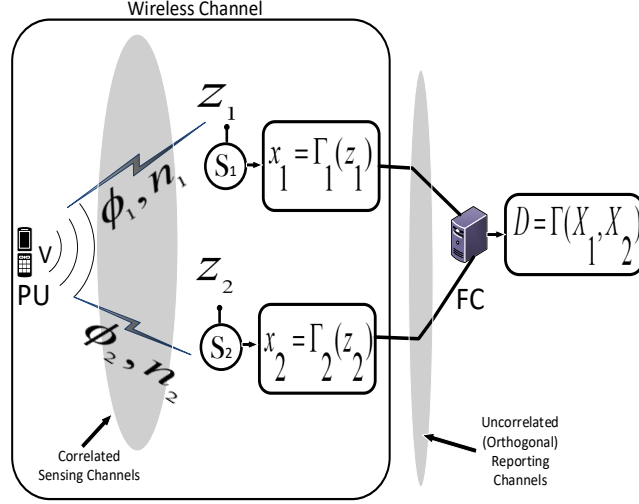 Wireless Channel
z₁
S₁
x₁ = Γ₁(z₁)
ϕ₁, n₁
V
PU
D = Γ(X₁, X₂)
FC
z₂
S₂
x₂ = Γ₂(z₂)
ϕ₂, n₂
Correlated
Sensing Channels
Uncorrelated
(Orthogonal)
Reporting
Channels